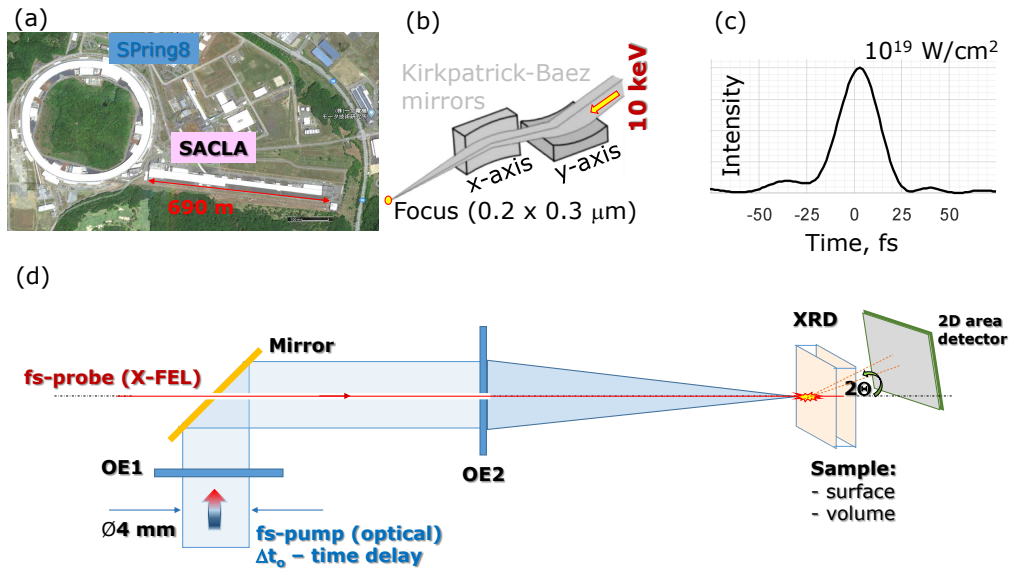 (a)
SPring8
SACLA
690 m
(b)
Kirkpatrick-Baez
mirrors
10 keV
x-axis
y-axis
Focus (0.2 x 0.3 μm)
(c)
10¹⁹ W/cm²
Intensity
-50
-25
0
25
50
Time, fs
(d)
Mirror
fs-probe (X-FEL)
OE1
Ø4 mm
fs-pump (optical)
Δtₒ – time delay
OE2
XRD
2D area
detector
2Θ
Sample:
- surface
- volume